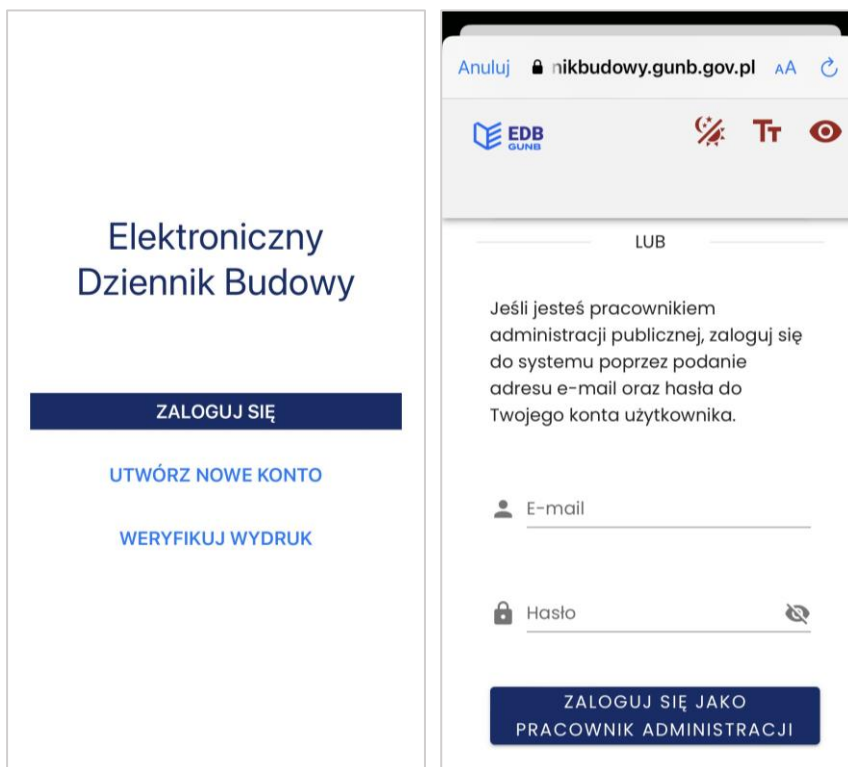 Elektroniczny
Dziennik Budowy
ZALOGUJ SIĘ
UTWÓRZ NOWE KONTO
WERYFIKUJ WYDRUK
Anuluj nikbudowy.gunb.gov.pl AA
EDB
GUNB
Tт
LUB
Jeśli jesteś pracownikiem
administracji publicznej, zaloguj się
do systemu poprzez podanie
adresu e-mail oraz hasła do
Twojego konta użytkownika.
E-mail
Hasło
ZALOGUJ SIĘ JAKO
PRACOWNIK ADMINISTRACJI